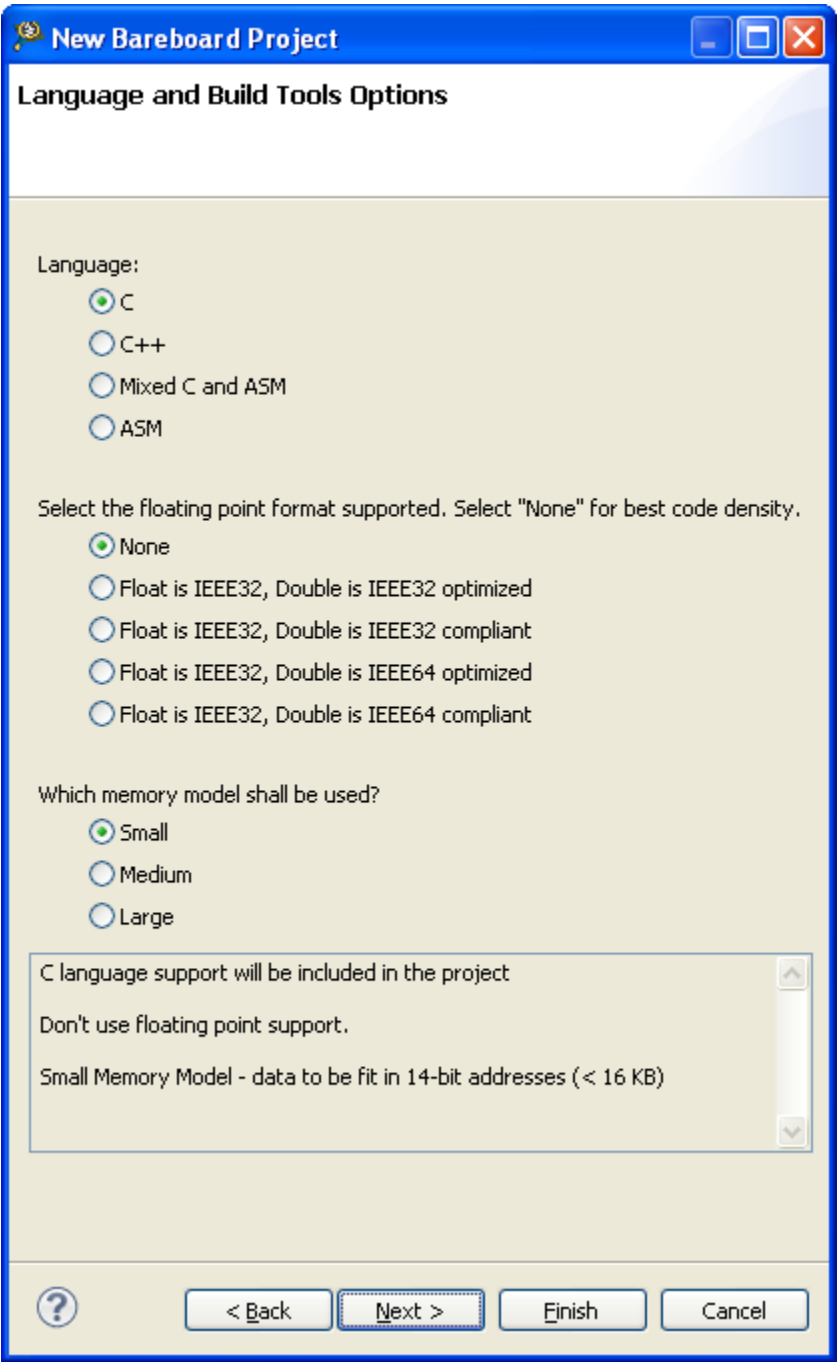 New Bareboard Project
Language and Build Tools Options
Language:
C
C++
Mixed C and ASM
ASM
Select the floating point format supported. Select "None" for best code density.
None
Float is IEEE32, Double is IEEE32 optimized
Float is IEEE32, Double is IEEE32 compliant
Float is IEEE32, Double is IEEE64 optimized
Float is IEEE32, Double is IEEE64 compliant
Which memory model shall be used?
Small
Medium
Large
C language support will be included in the project
Don't use floating point support.
Small Memory Model - data to be fit in 14-bit addresses (< 16 KB)
? < Back Next > Finish Cancel